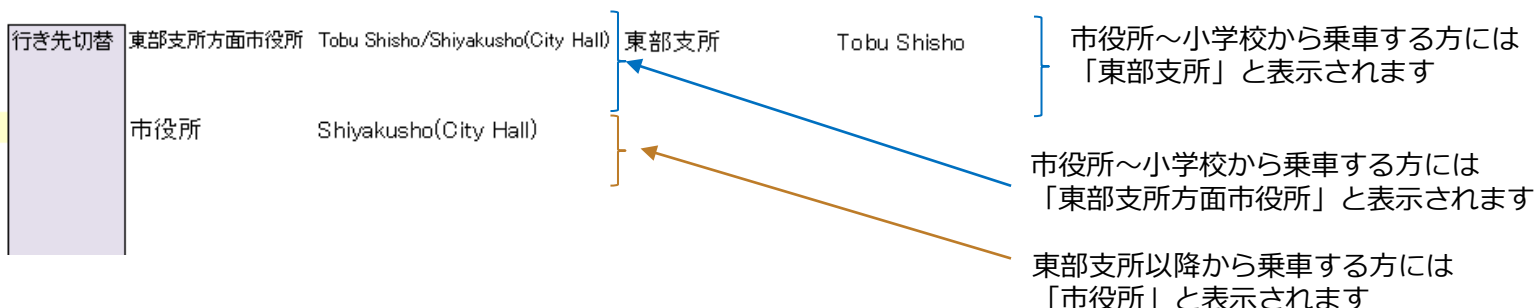 行き先切替 東部支所方面市役所 Tobu Shisho/Shiyakusho(City Hall) 東部支所 Tobu Shisho
市役所～小学校から乗車する方には
「東部支所」と表示されます
市役所 Shiyakusho(City Hall)
市役所～小学校から乗車する方には
「東部支所方面市役所」と表示されます
東部支所以降から乗車する方には
「市役所」と表示されます